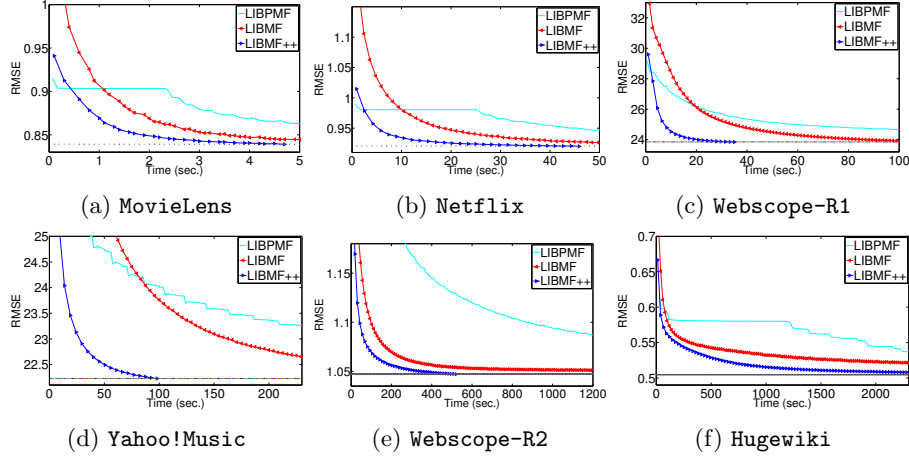 1
0.95
0.9
0.85
RMSE
0 1 2 3 4 5
Time (sec.)
LIBPMF
LIBMF
LIBMF++
(a) MovieLens
1.15
1.1
1.05
1
0.95
RMSE
0 10 20 30 40 50
Time (sec.)
LIBPMF
LIBMF
LIBMF++
(b) Netflix
32
30
28
26
24
RMSE
0 20 40 60 80 100
Time (sec.)
LIBPMF
LIBMF
LIBMF++
(c) Webscope-R1
25
24.5
24
23.5
23
22.5
RMSE
0 50 100 150 200
Time (sec.)
LIBPMF
LIBMF
LIBMF++
(d) Yahoo!Music
1.15
1.1
1.05
RMSE
0 200 400 600 800 1000 1200
Time (sec.)
LIBPMF
LIBMF
LIBMF++
(e) Webscope-R2
0.7
0.65
0.6
0.55
0.5
RMSE
0 500 1000 1500 2000
Time (sec.)
LIBPMF
LIBMF
LIBMF++
(f) Hugewiki